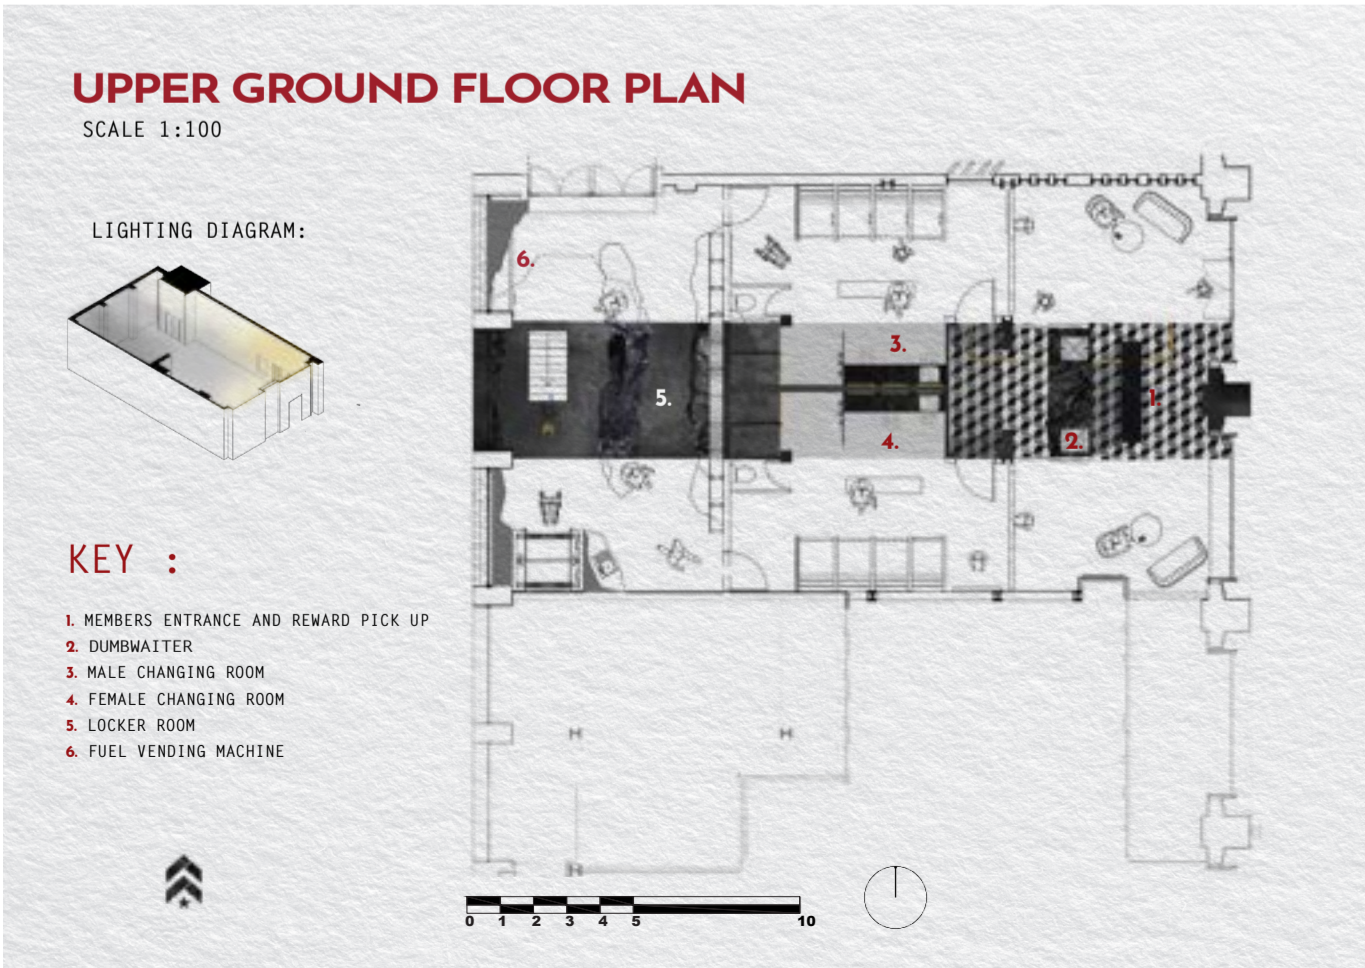 UPPER GROUND FLOOR PLAN
SCALE 1:100
LIGHTING DIAGRAM:
6.
3.
5.
1.
4.
2.
KEY :
1. MEMBERS ENTRANCE AND REWARD PICK UP
2. DUMBWAITER
3. MALE CHANGING ROOM
4. FEMALE CHANGING ROOM
5. LOCKER ROOM
6. FUEL VENDING MACHINE
0 1 2 3 4 5 10